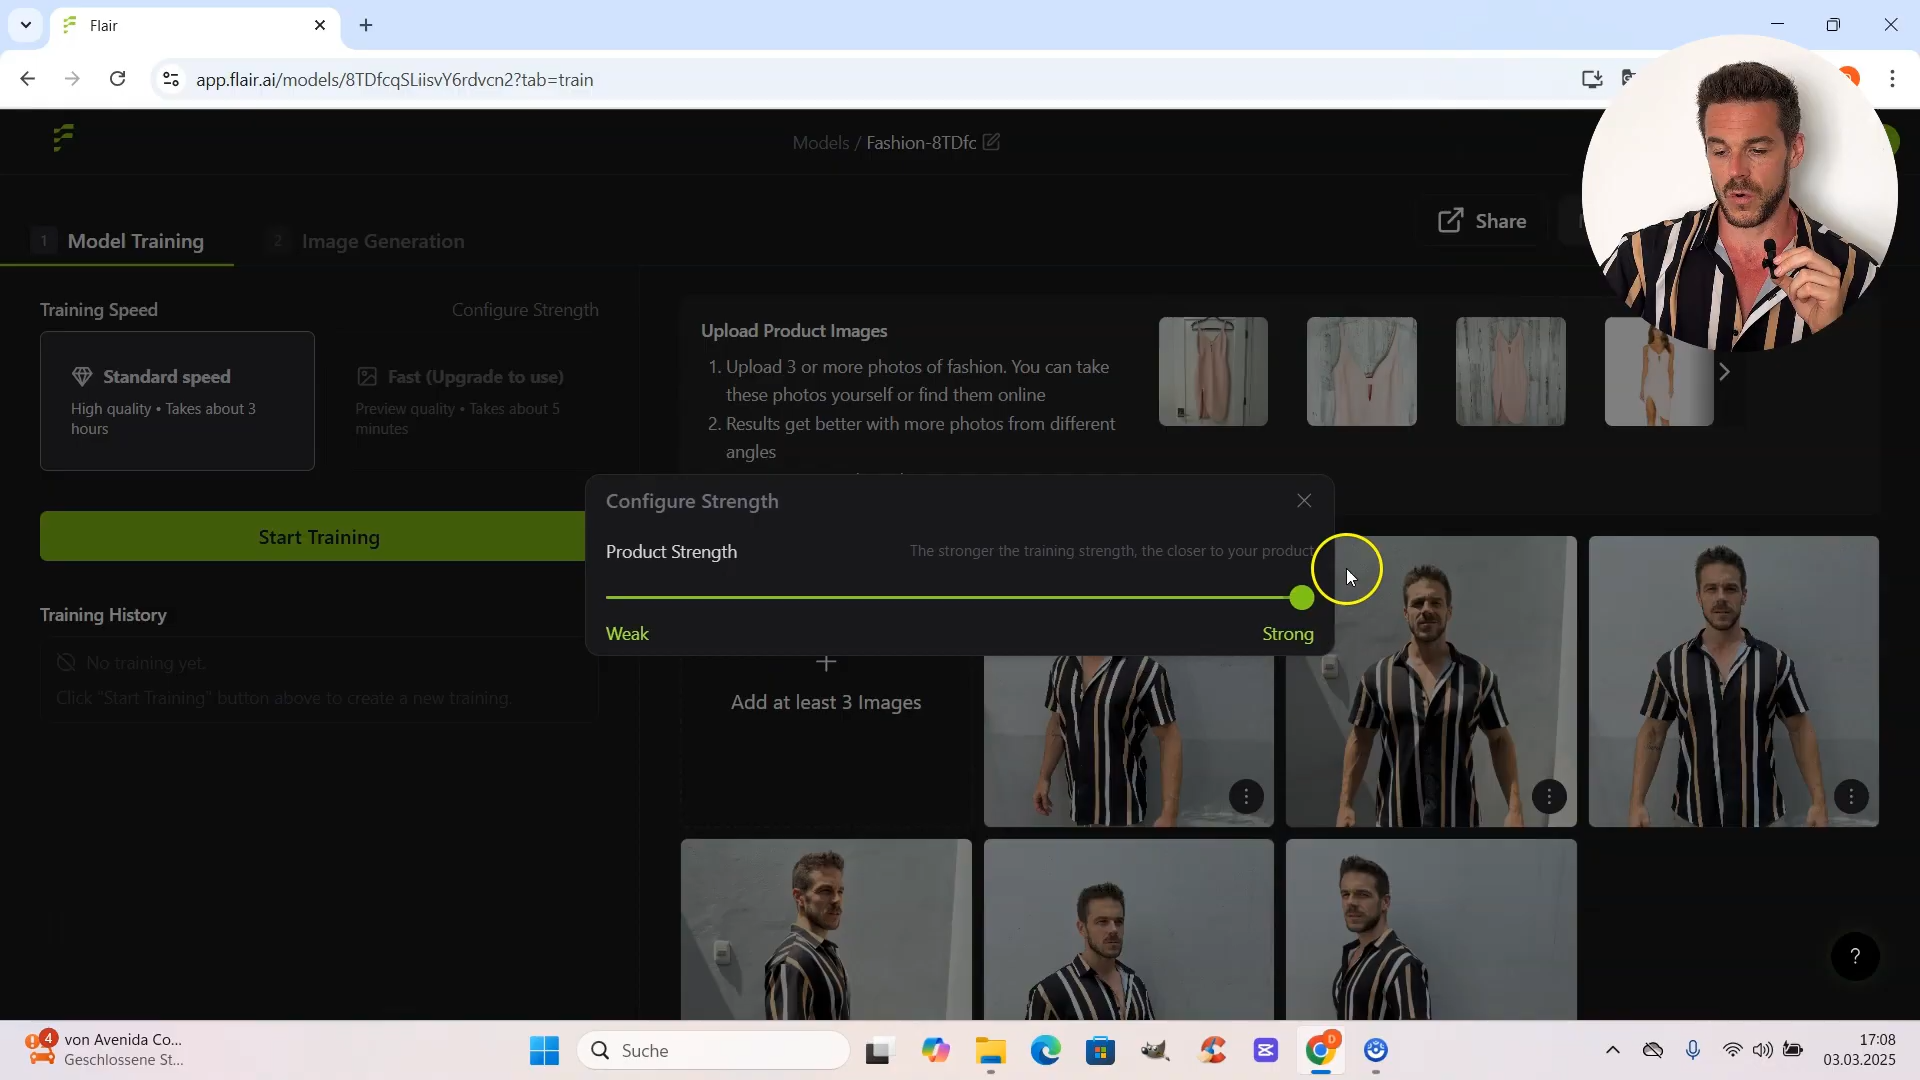 Flair
app.flair.ai/models/8TDfcqSLiisvY6rdvcn2?tab=train
Models / Fashion-8TDfc
1 Model Training
2 Image Generation
Share
Training Speed
Configure Strength
Standard speed
High quality • Takes about 3
hours
Fast (Upgrade to use)
Preview quality • Takes about 5
minutes
Start Training
Training History
No training yet.
Click "Start Training" button above to create a new training.
Upload Product Images
1. Upload 3 or more photos of fashion. You can take
these photos yourself or find them online
2. Results get better with more photos from different
angles
Configure Strength
Product Strength
The stronger the training strength, the closer to your product
Weak
Strong
Add at least 3 Images
?
4
von Avenida Co...
Geschlossene St...
Suche
D
17:08
03.03.2025